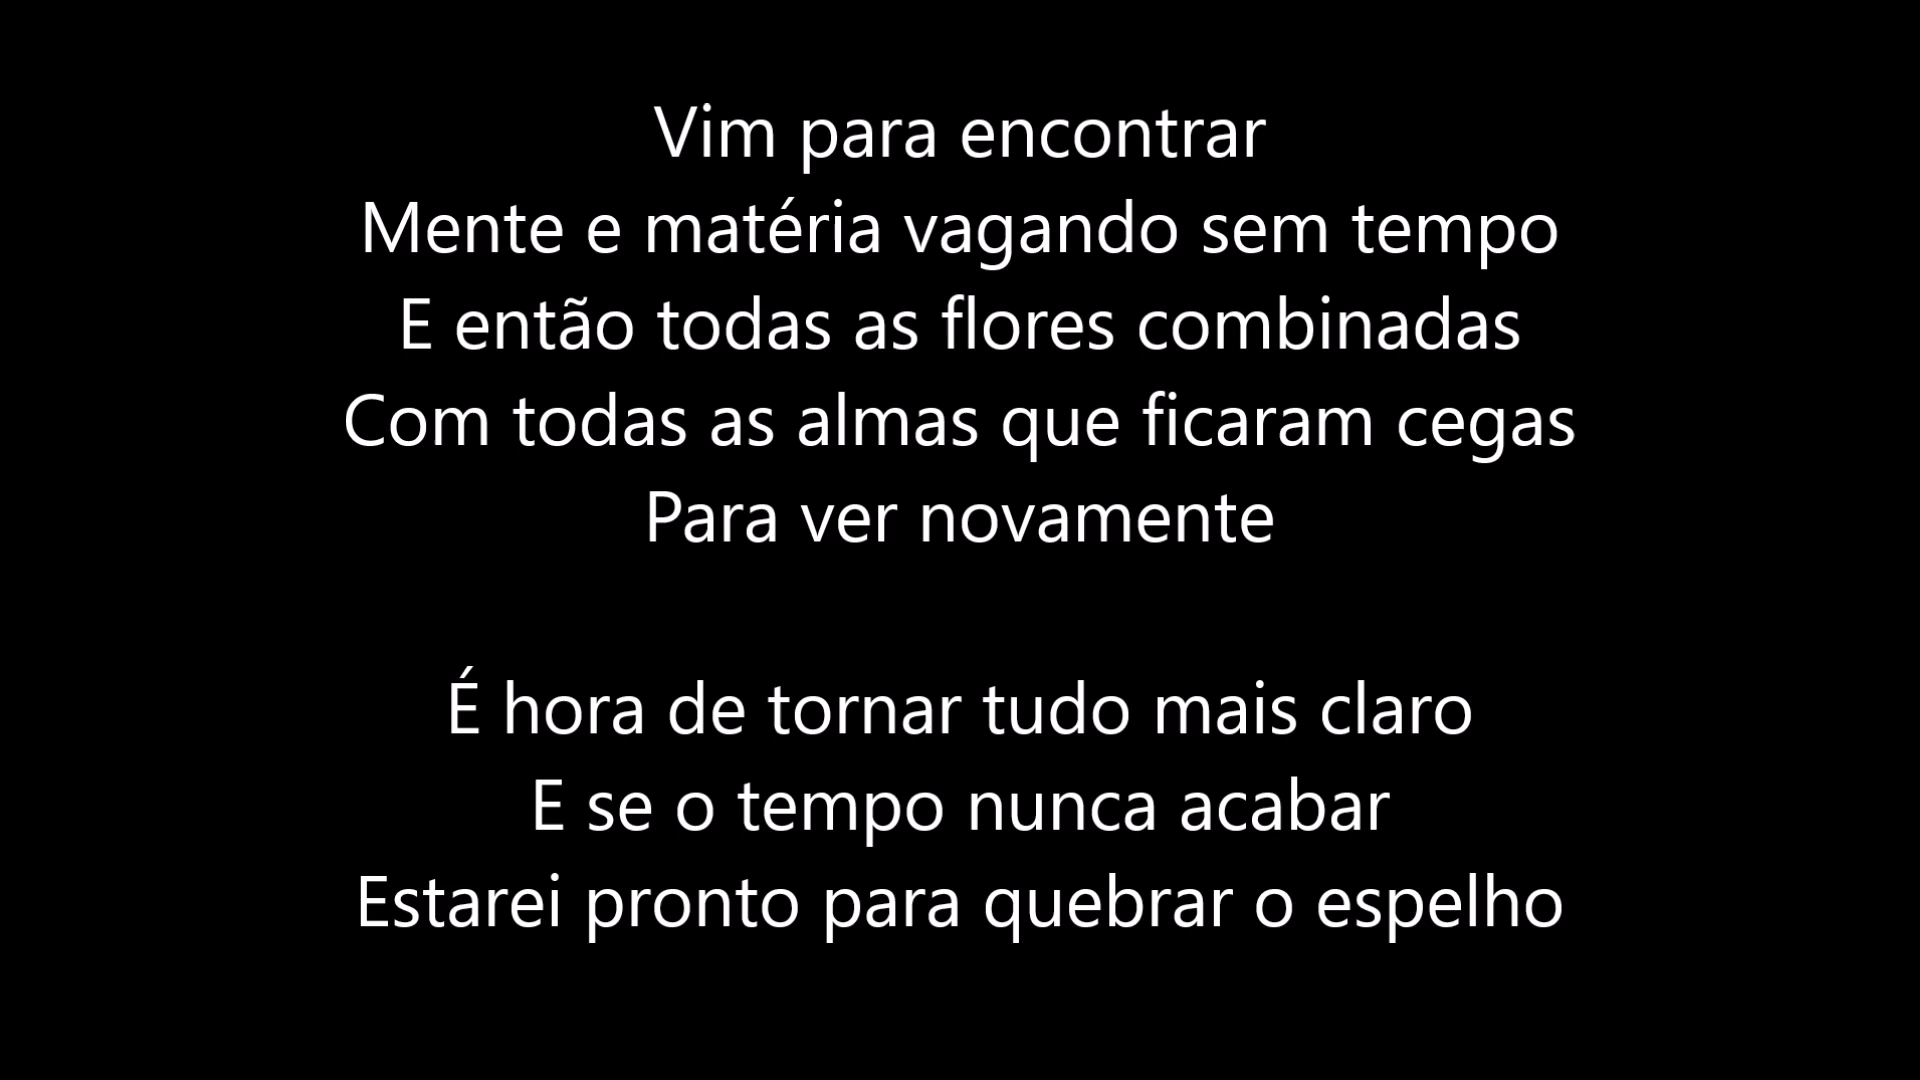 Vim para encontrar
Mente e matéria vagando sem tempo
E então todas as flores combinadas
Com todas as almas que ficaram cegas
Para ver novamente
É hora de tornar tudo mais claro
E se o tempo nunca acabar
Estarei pronto para quebrar o espelho